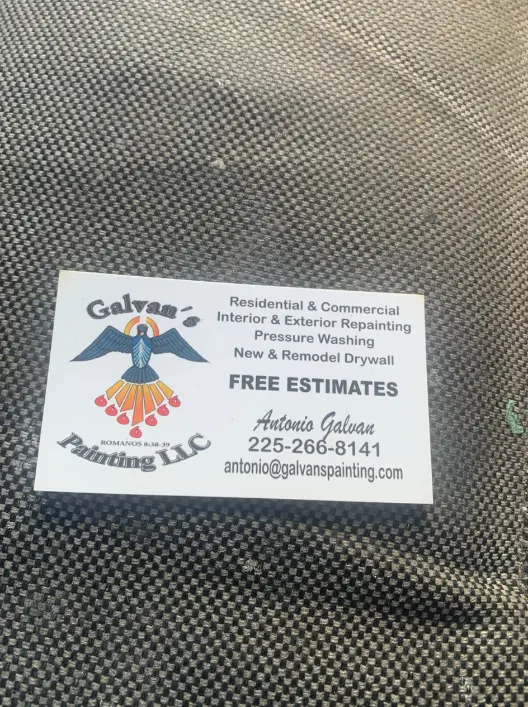 Galvan's
ROMANOS 8:38-39
Painting LLC
Residential & Commercial
Interior & Exterior Repainting
Pressure Washing
New & Remodel Drywall
FREE ESTIMATES
Antonio Galvan
225-266-8141
antonio@galvanspainting.com